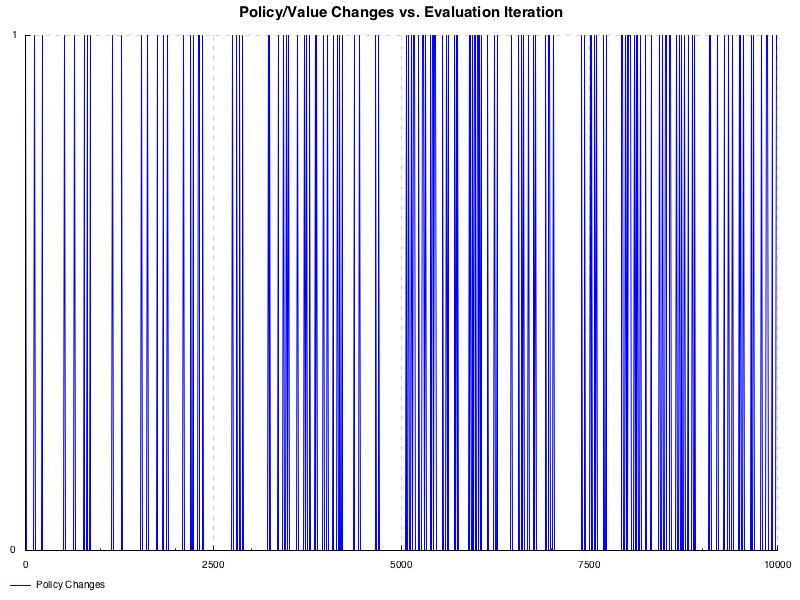 Policy/Value Changes vs. Evaluation Iteration
1
0
0 2500 5000 7500 10000
Policy Changes